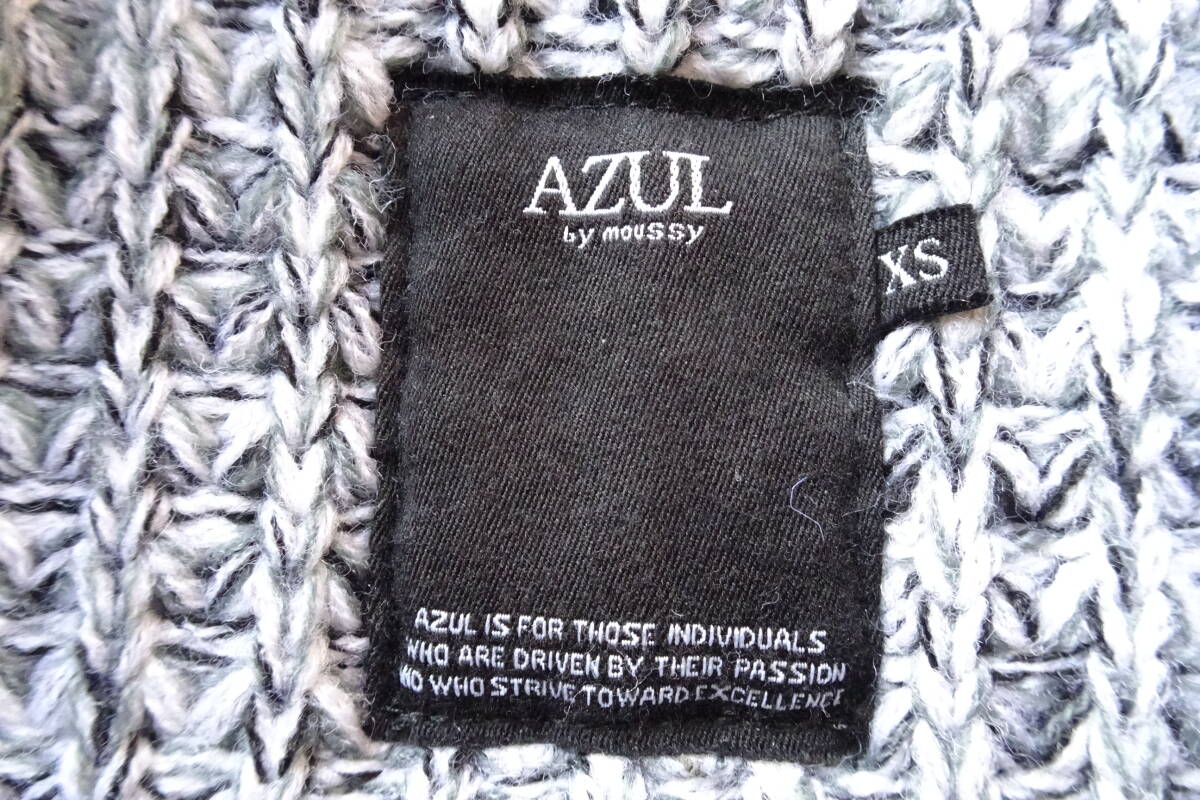 AZUL
by moussy
XS
AZUL IS FOR THOSE INDIVIDUALS
WHO ARE DRIVEN BY THEIR PASSION
ND WHO STRIVE TOWARD EXCELLENCE